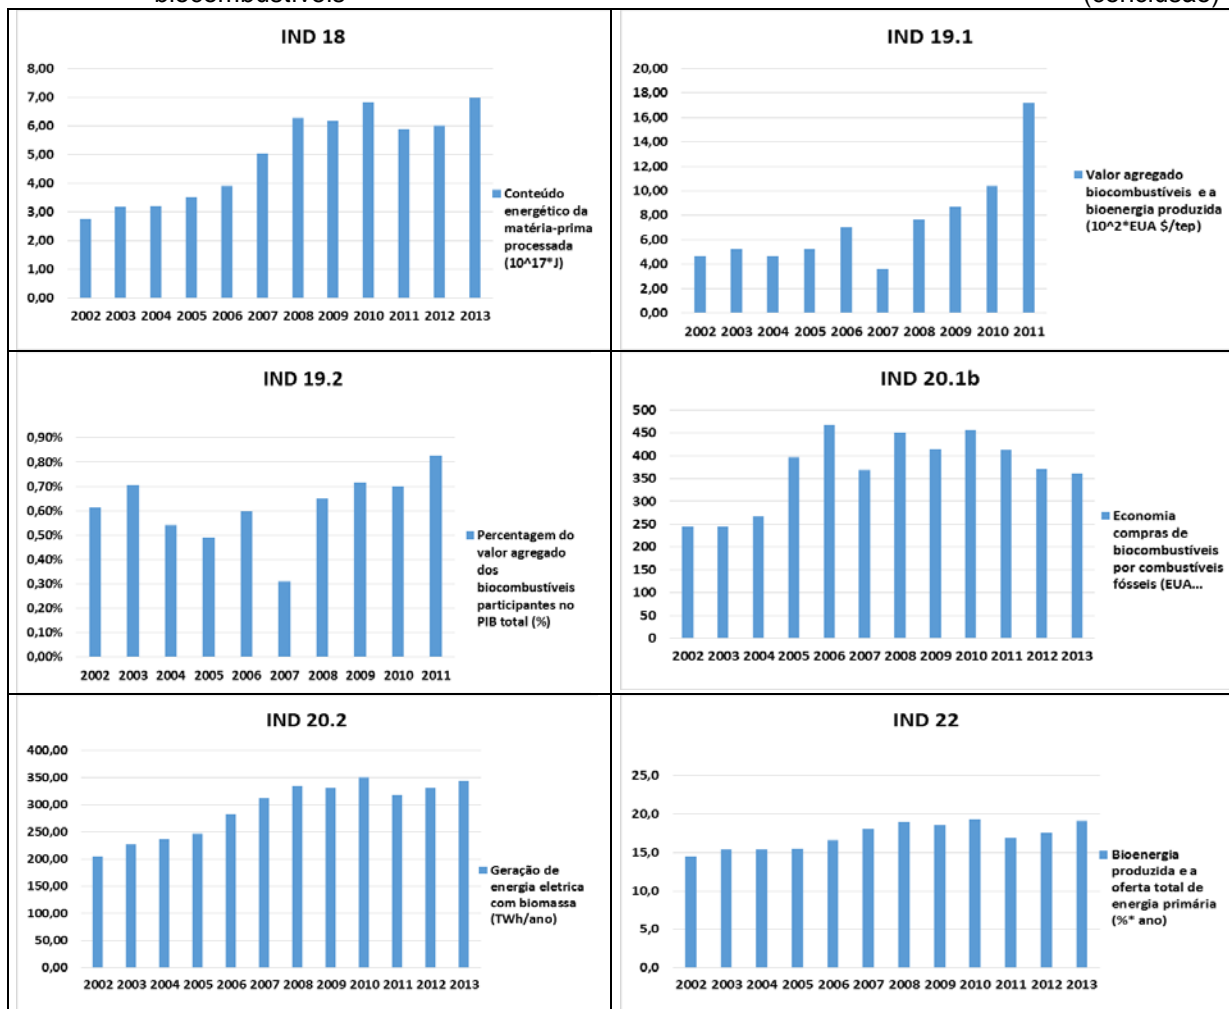 biocombustíveis (conclusão)
IND 18
8,00
7,00
6,00
5,00
4,00
3,00
2,00
1,00
0,00
2002 2003 2004 2005 2006 2007 2008 2009 2010 2011 2012 2013
Conteúdo
energético da
matéria-prima
processada
(10^17*J)
IND 19.1
20,00
18,00
16,00
14,00
12,00
10,00
8,00
6,00
4,00
2,00
0,00
2002 2003 2004 2005 2006 2007 2008 2009 2010 2011
Valor agregado
biocombustíveis e a
bioenergia produzida
(10^2*EUA $/tep)
IND 19.2
0,90%
0,80%
0,70%
0,60%
0,50%
0,40%
0,30%
0,20%
0,10%
0,00%
2002 2003 2004 2005 2006 2007 2008 2009 2010 2011
Percentagem do
valor agregado
dos
biocombustíveis
participantes no
PIB total (%)
IND 20.1b
500
450
400
350
300
250
200
150
100
50
0
2002 2003 2004 2005 2006 2007 2008 2009 2010 2011 2012 2013
Economia
compras de
biocombustíveis
por combustíveis
fósseis (EUA...
IND 20.2
400,00
350,00
300,00
250,00
200,00
150,00
100,00
50,00
0,00
2002 2003 2004 2005 2006 2007 2008 2009 2010 2011 2012 2013
Geração de
energia eletrica
com biomassa
(TWh/ano)
IND 22
25,0
20,0
15,0
10,0
5,0
0,0
2002 2003 2004 2005 2006 2007 2008 2009 2010 2011 2012 2013
Bioenergia
produzida e a
oferta total de
energia primária
(%* ano)